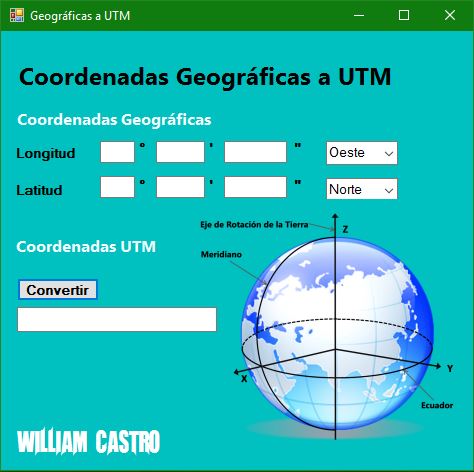 Geográficas a UTM
Coordenadas Geográficas a UTM
Coordenadas Geográficas
Longitud ° ' " Oeste
Latitud ° ' " Norte
Eje de Rotación de la Tierra
Z
Meridiano
Coordenadas UTM
Convertir
X
Y
Ecuador
WILLIAM CASTRO